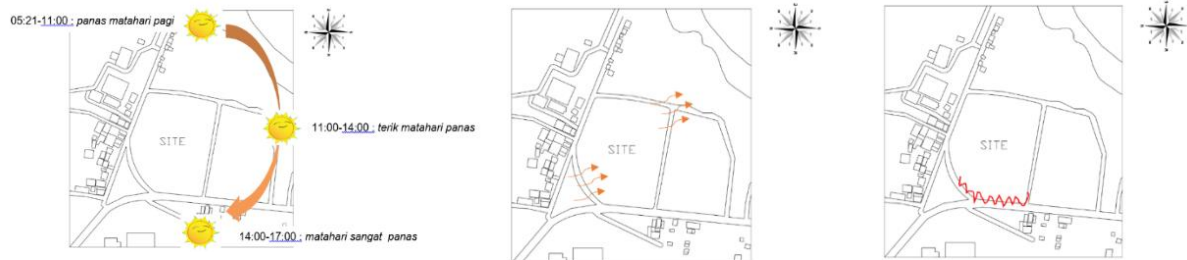 05:21-11:00 : panas matahari pagi
11:00-14:00 : terik matahari panas
SITE
14:00-17:00 : matahari sangat panas
SITE
SITE